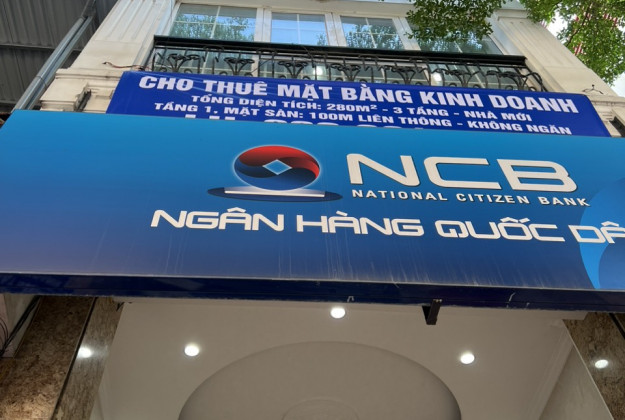 CHO THUÊ MẶT BẰNG KINH DOANH
TỔNG DIỆN TÍCH: 280M² - 3 TẦNG - NHÀ MỚI
TẦNG 1. MẶT SÀN: 100M LIÊN THÔNG - KHÔNG NGĂN
NCB
NATIONAL CITIZEN BANK
NGÂN HÀNG QUỐC DÂ